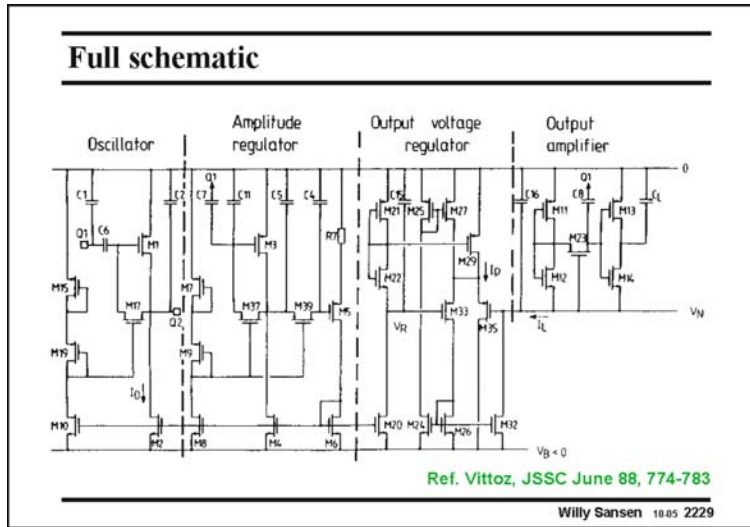 Full schematic
Oscillator
Amplitude regulator
Output voltage regulator
Output amplifier
0
C1
C2
Q1
C7
C11
C5
C4
C15
C16
Q1
C8
CL
Q1
C6
M1
M3
R7
M21
M25
M27
M11
M13
M23
M29
M15
M17
Q2
M7
M37
M39
M5
M22
ID
M12
M14
M33
M35
VR
IL
VN
M19
M9
I0
M10
M2
M8
M4
M6
M20
M24
M26
M32
VB < 0
Ref. Vittoz, JSSC June 88, 774-783
Willy Sansen 10-05 2229